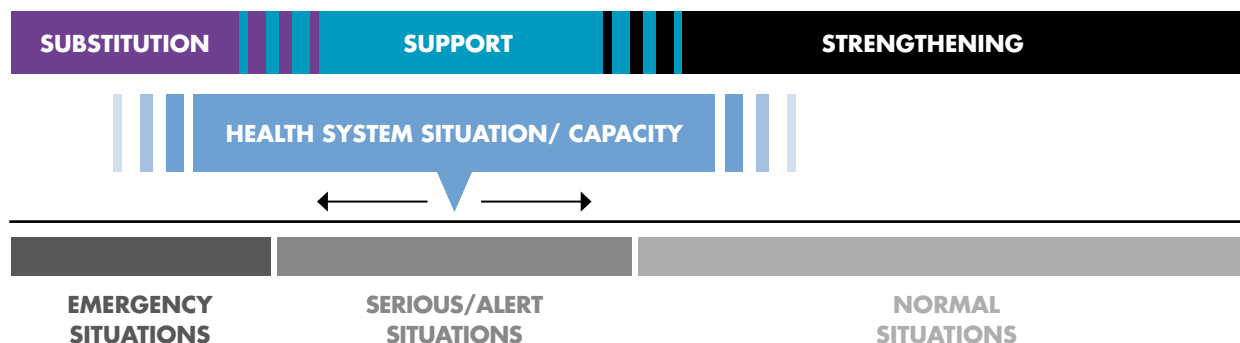 SUBSTITUTION
SUPPORT
STRENGTHENING
HEALTH SYSTEM SITUATION/ CAPACITY
EMERGENCY
SITUATIONS
SERIOUS/ALERT
SITUATIONS
NORMAL
SITUATIONS